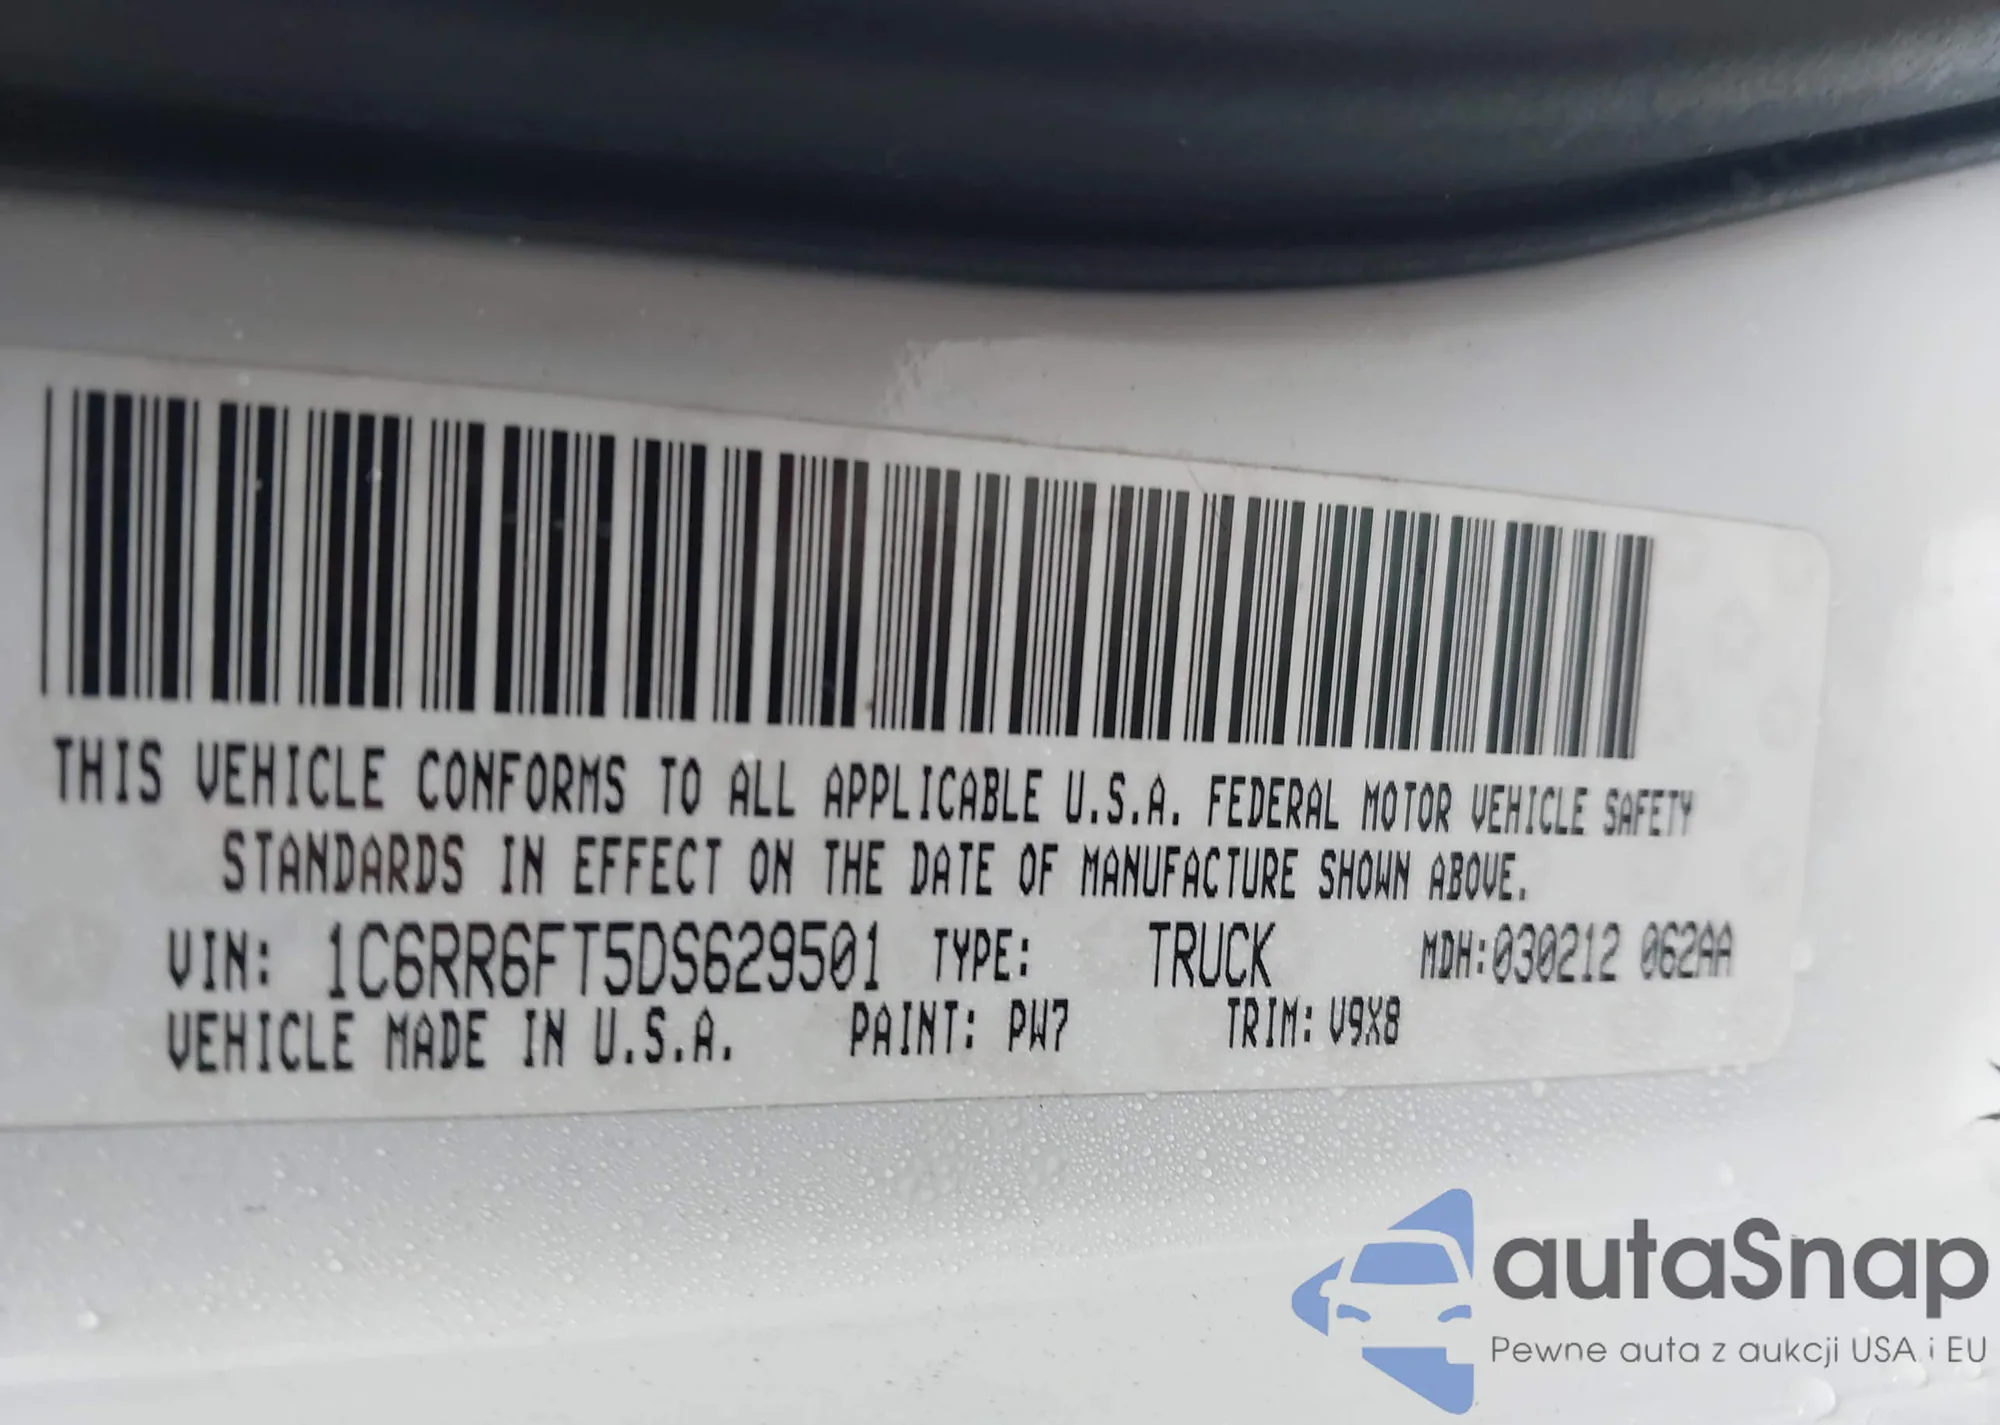 THIS VEHICLE CONFORMS TO ALL APPLICABLE U.S.A. FEDERAL MOTOR VEHICLE SAFETY
STANDARDS IN EFFECT ON THE DATE OF MANUFACTURE SHOWN ABOVE.
VIN: 1C6RR6FT5DS629501 TYPE: TRUCK MDH:030212 062AA
VEHICLE MADE IN U.S.A. PAINT: PW7 TRIM: V9X8
autaSnap
Pewne auta z aukcji USA i EU